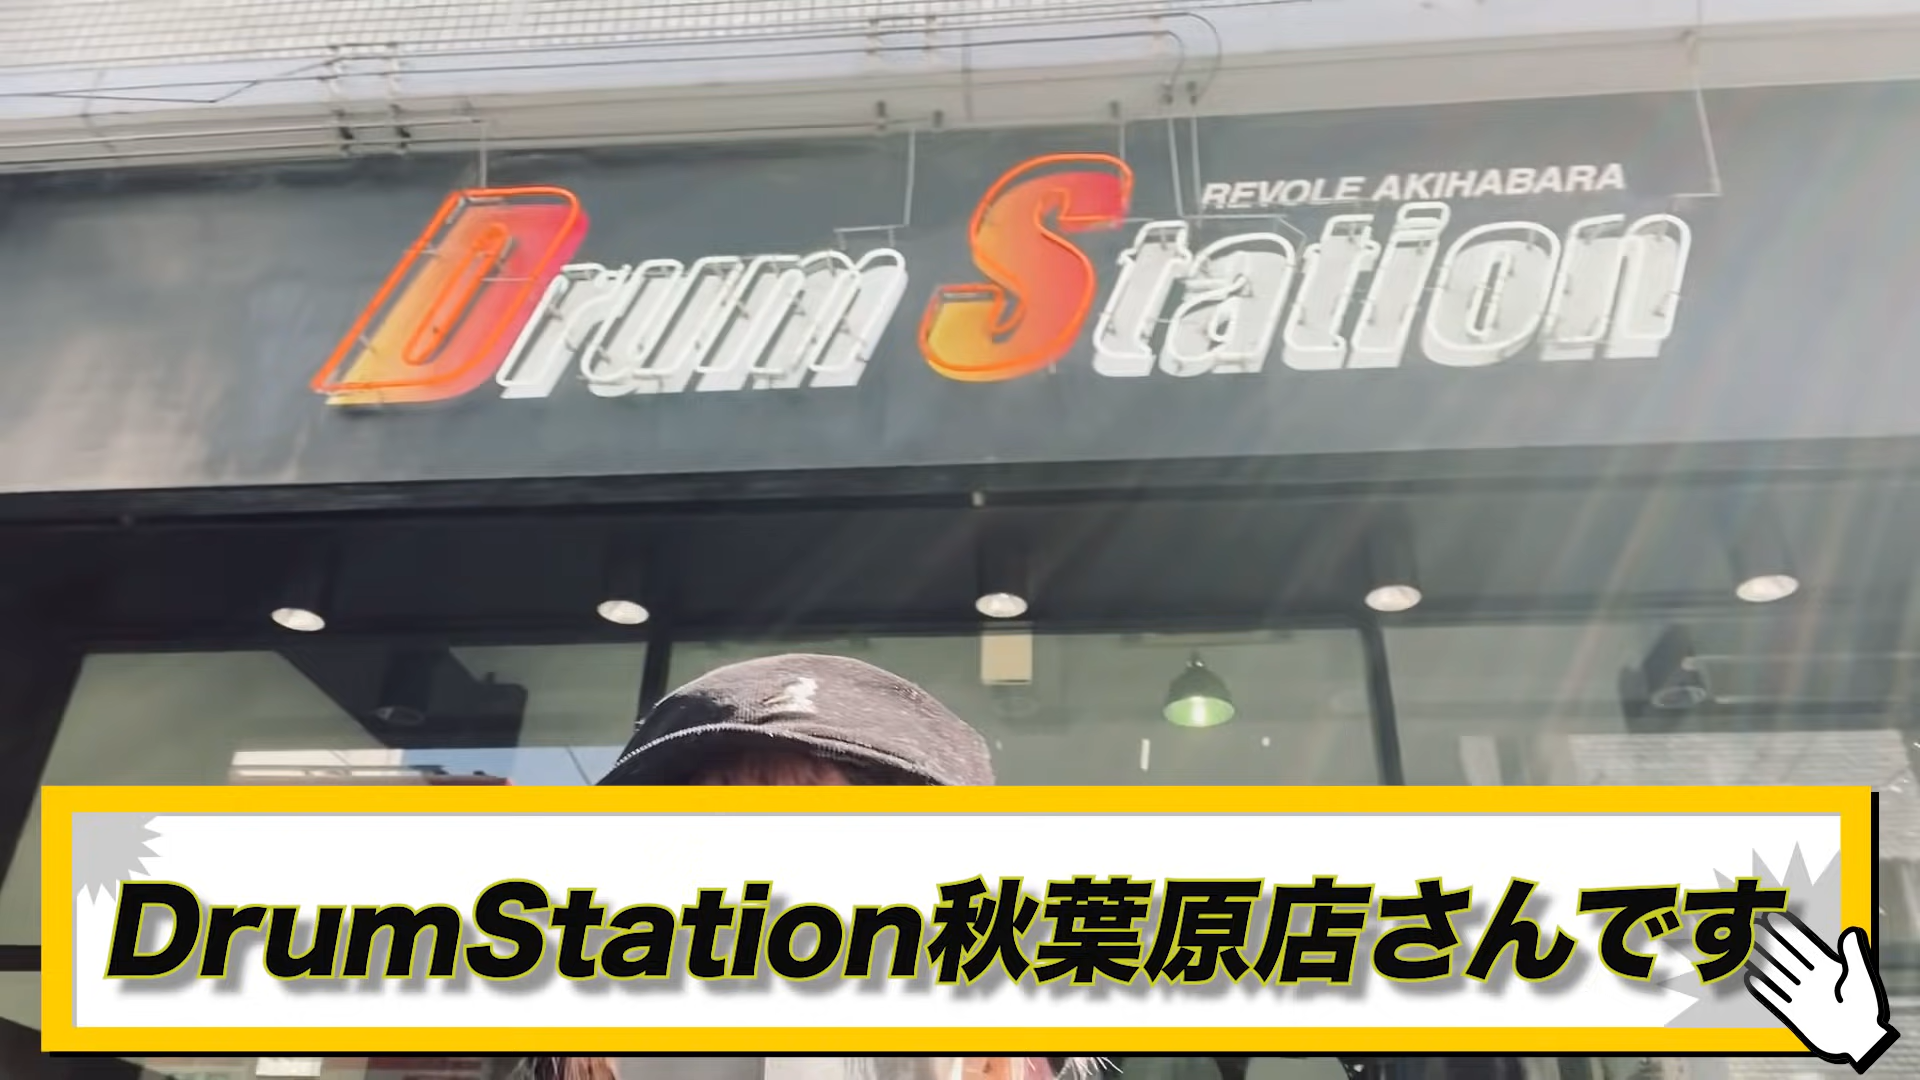 REVOLE AKIHABARA
Drum Station
DrumStation秋葉原店さんです